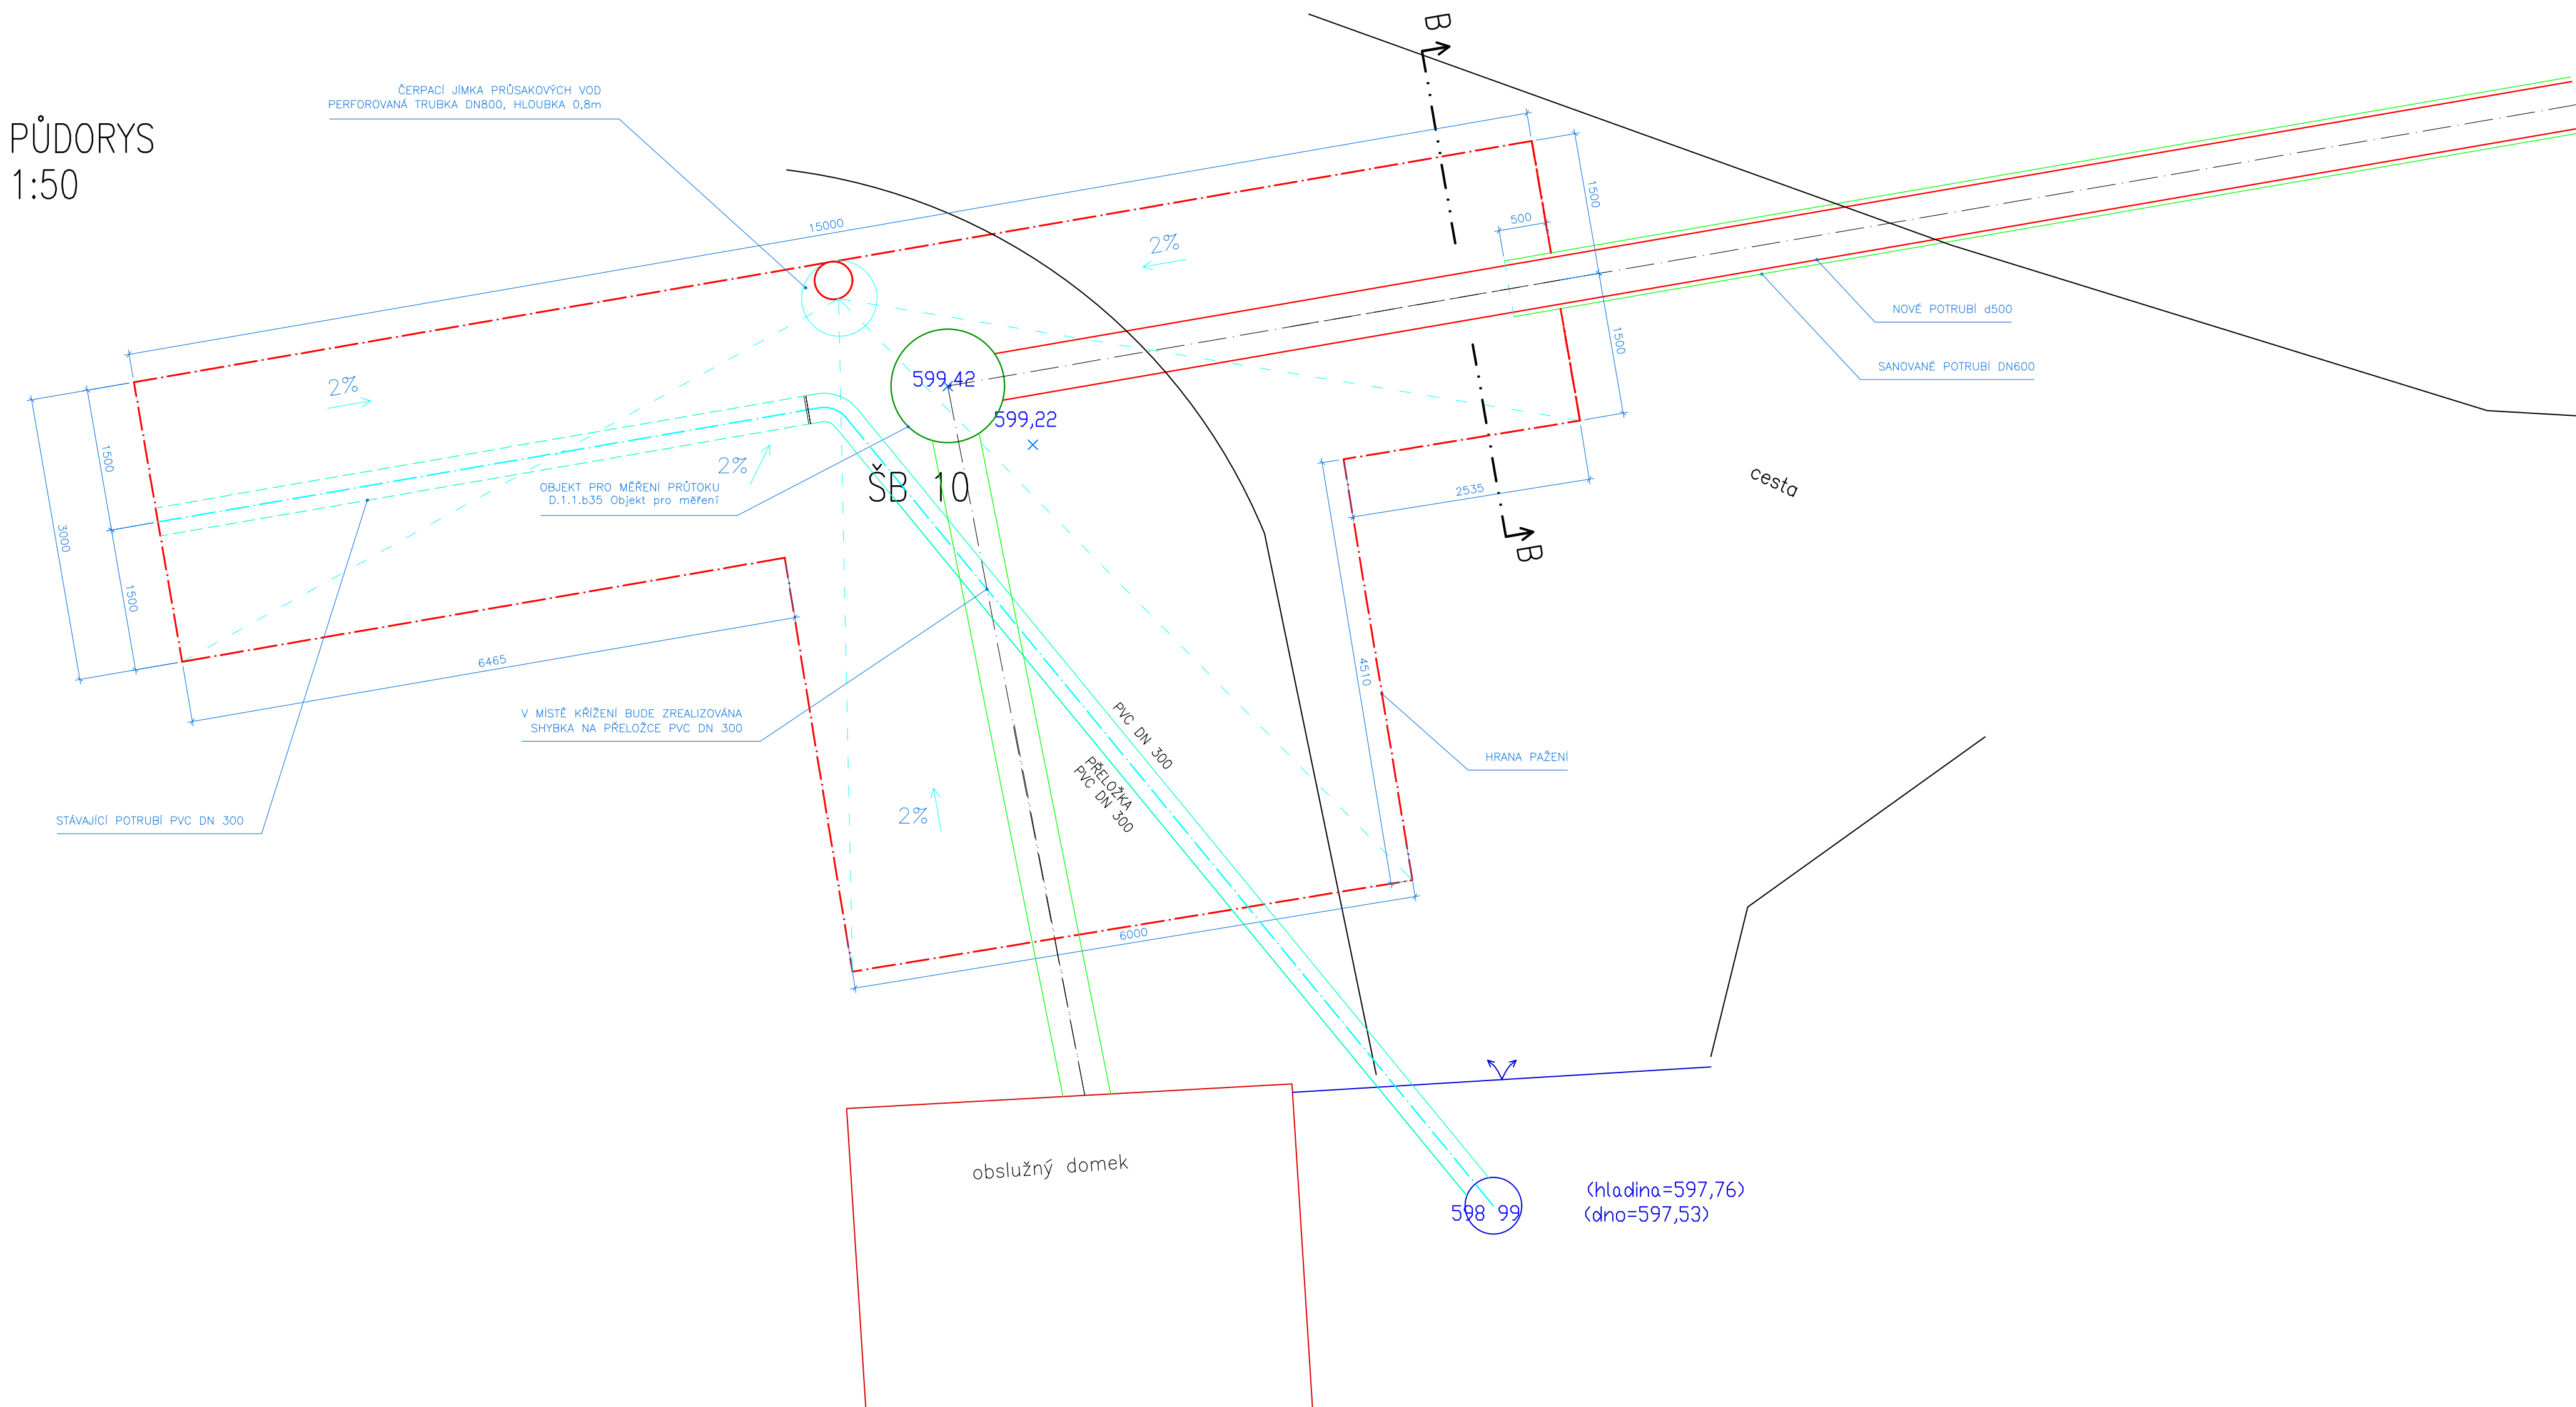 B
ČERPACÍ JÍMKA PRŮSAKOVÝCH VOD
PERFOROVANÁ TRUBKA DN800, HLOUBKA 0,8m
PŮDORYS
1:50
15000
1500
500
2%
NOVÉ POTRUBÍ d500
1500
SANOVANÉ POTRUBÍ DN600
2%
599,42
599,22
1500
2%
ŠB 10
OBJEKT PRO MĚŘENÍ PRŮTOKU
D.1.1.b35 Objekt pro měření
2535
cesta
3000
B
1500
6465
4510
V MÍSTĚ KŘÍŽENÍ BUDE ZREALIZOVÁNA
SHYBKA NA PŘELOŽCE PVC DN 300
PVC DN 300
HRANA PAŽENÍ
PŘELOŽKA
PVC DN 300
STÁVAJÍCÍ POTRUBÍ PVC DN 300
2%
6000
obslužný domek
(hladina=597,76)
598 99
(dno=597,53)